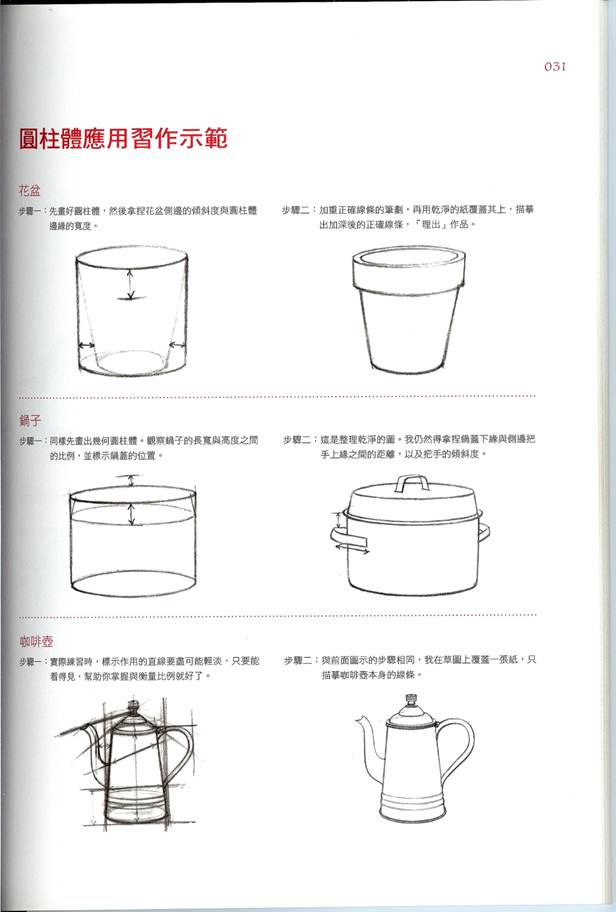 031
圓柱體應用習作示範
花盆
步驟一：先畫好圓柱體，然後拿捏花盆側邊的傾斜度與圓柱體
邊緣的寬度。
步驟二：加重正確線條的筆劃，再用乾淨的紙覆蓋其上，描摹
出加深後的正確線條，「理出」作品。
鍋子
步驟一：同樣先畫出幾何圓柱體。觀察鍋子的長寬與高度之間
的比例，並標示鍋蓋的位置。
步驟二：這是整理乾淨的圖。我仍然得拿捏鍋蓋下緣與側邊把
手上緣之間的距離，以及把手的傾斜度。
咖啡壺
步驟一：實際練習時，標示作用的直線要盡可能輕淡，只要能
看得見，幫助你掌握與衡量比例就好了。
步驟二：與前面圖示的步驟相同，我在草圖上覆蓋一張紙，只
描摹咖啡壺本身的線條。